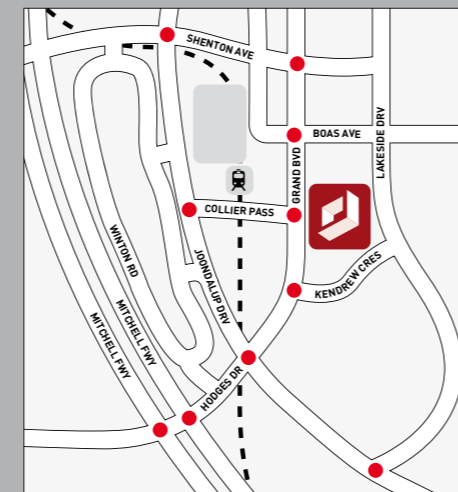 SHENTON AVE
BOAS AVE
LAKESIDE DRV
GRAND BVD
COLLIER PASS
WINTON RD
JOONDALUP DRV
KENDREW CRES
MITCHELL FWY
MITCHELL FWY
HODGES DR